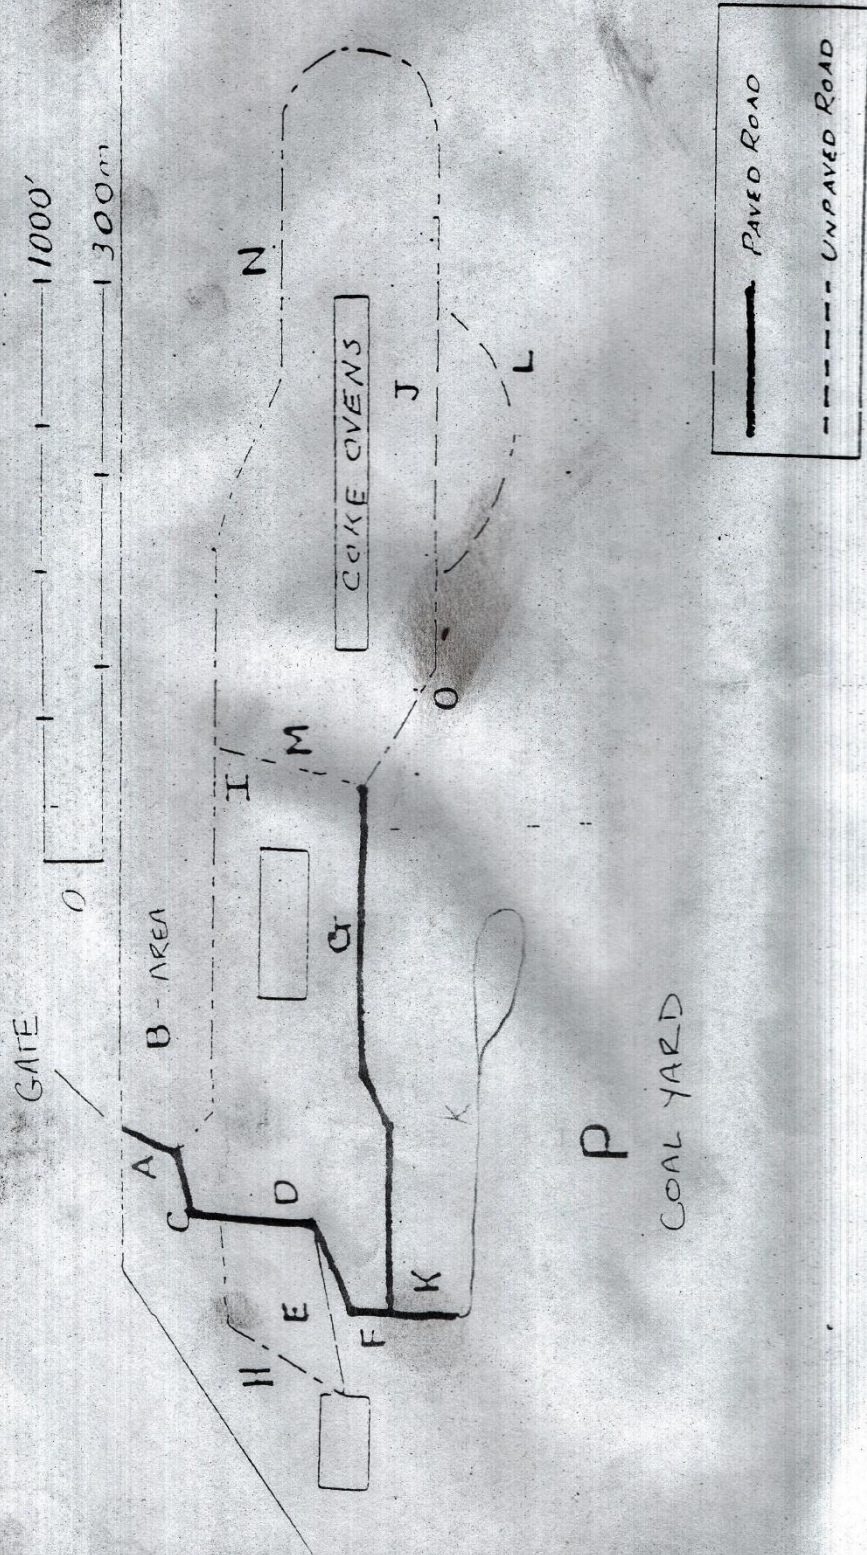 0
1000'
300m
GATE
B - AREA
A
C
D
E
F
H
I
M
N
G
COKE OVENS
J
L
O
K
K
P
COAL YARD
PAVED ROAD
UNPAVED ROAD